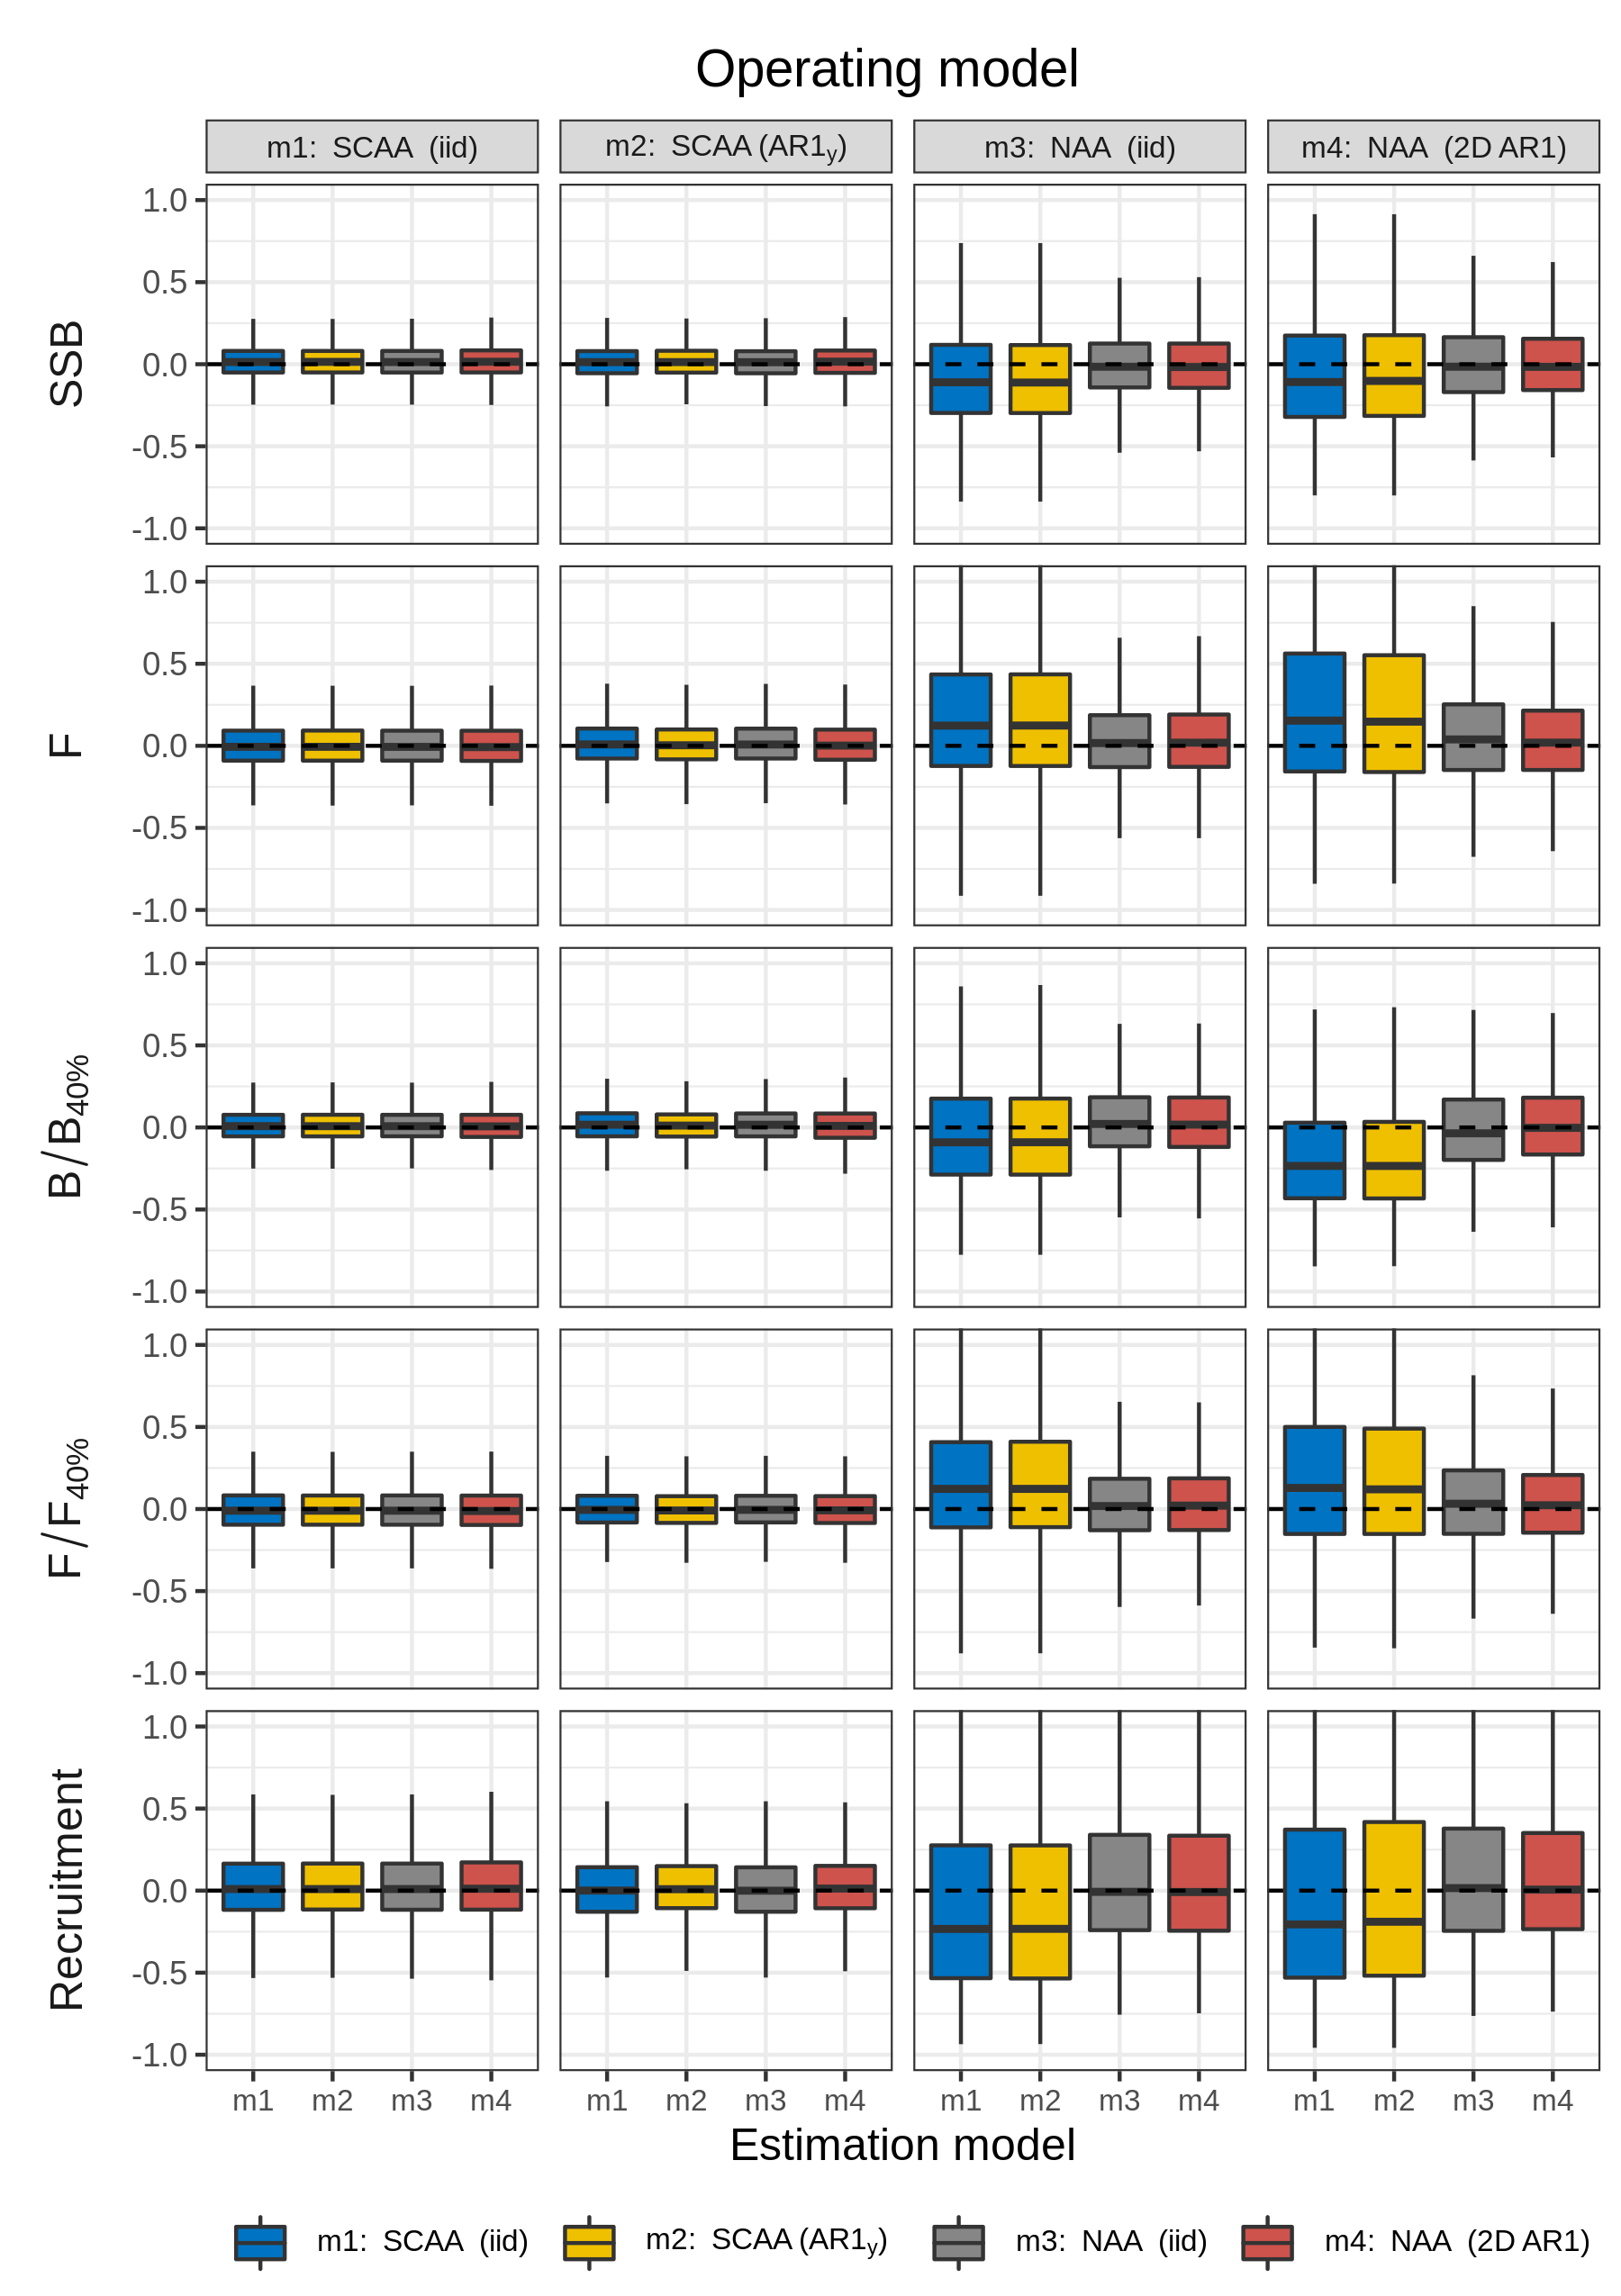 Operating model
m1: SCAA (iid)
m2: SCAA (AR1y)
m3: NAA (iid)
m4: NAA (2D AR1)
SSB
1.0
0.5
0.0
-0.5
-1.0
F
1.0
0.5
0.0
-0.5
-1.0
B/B40%
1.0
0.5
0.0
-0.5
-1.0
F/F40%
1.0
0.5
0.0
-0.5
-1.0
Recruitment
1.0
0.5
0.0
-0.5
-1.0
m1 m2 m3 m4
m1 m2 m3 m4
m1 m2 m3 m4
m1 m2 m3 m4
Estimation model
m1: SCAA (iid)
m2: SCAA (AR1y)
m3: NAA (iid)
m4: NAA (2D AR1)